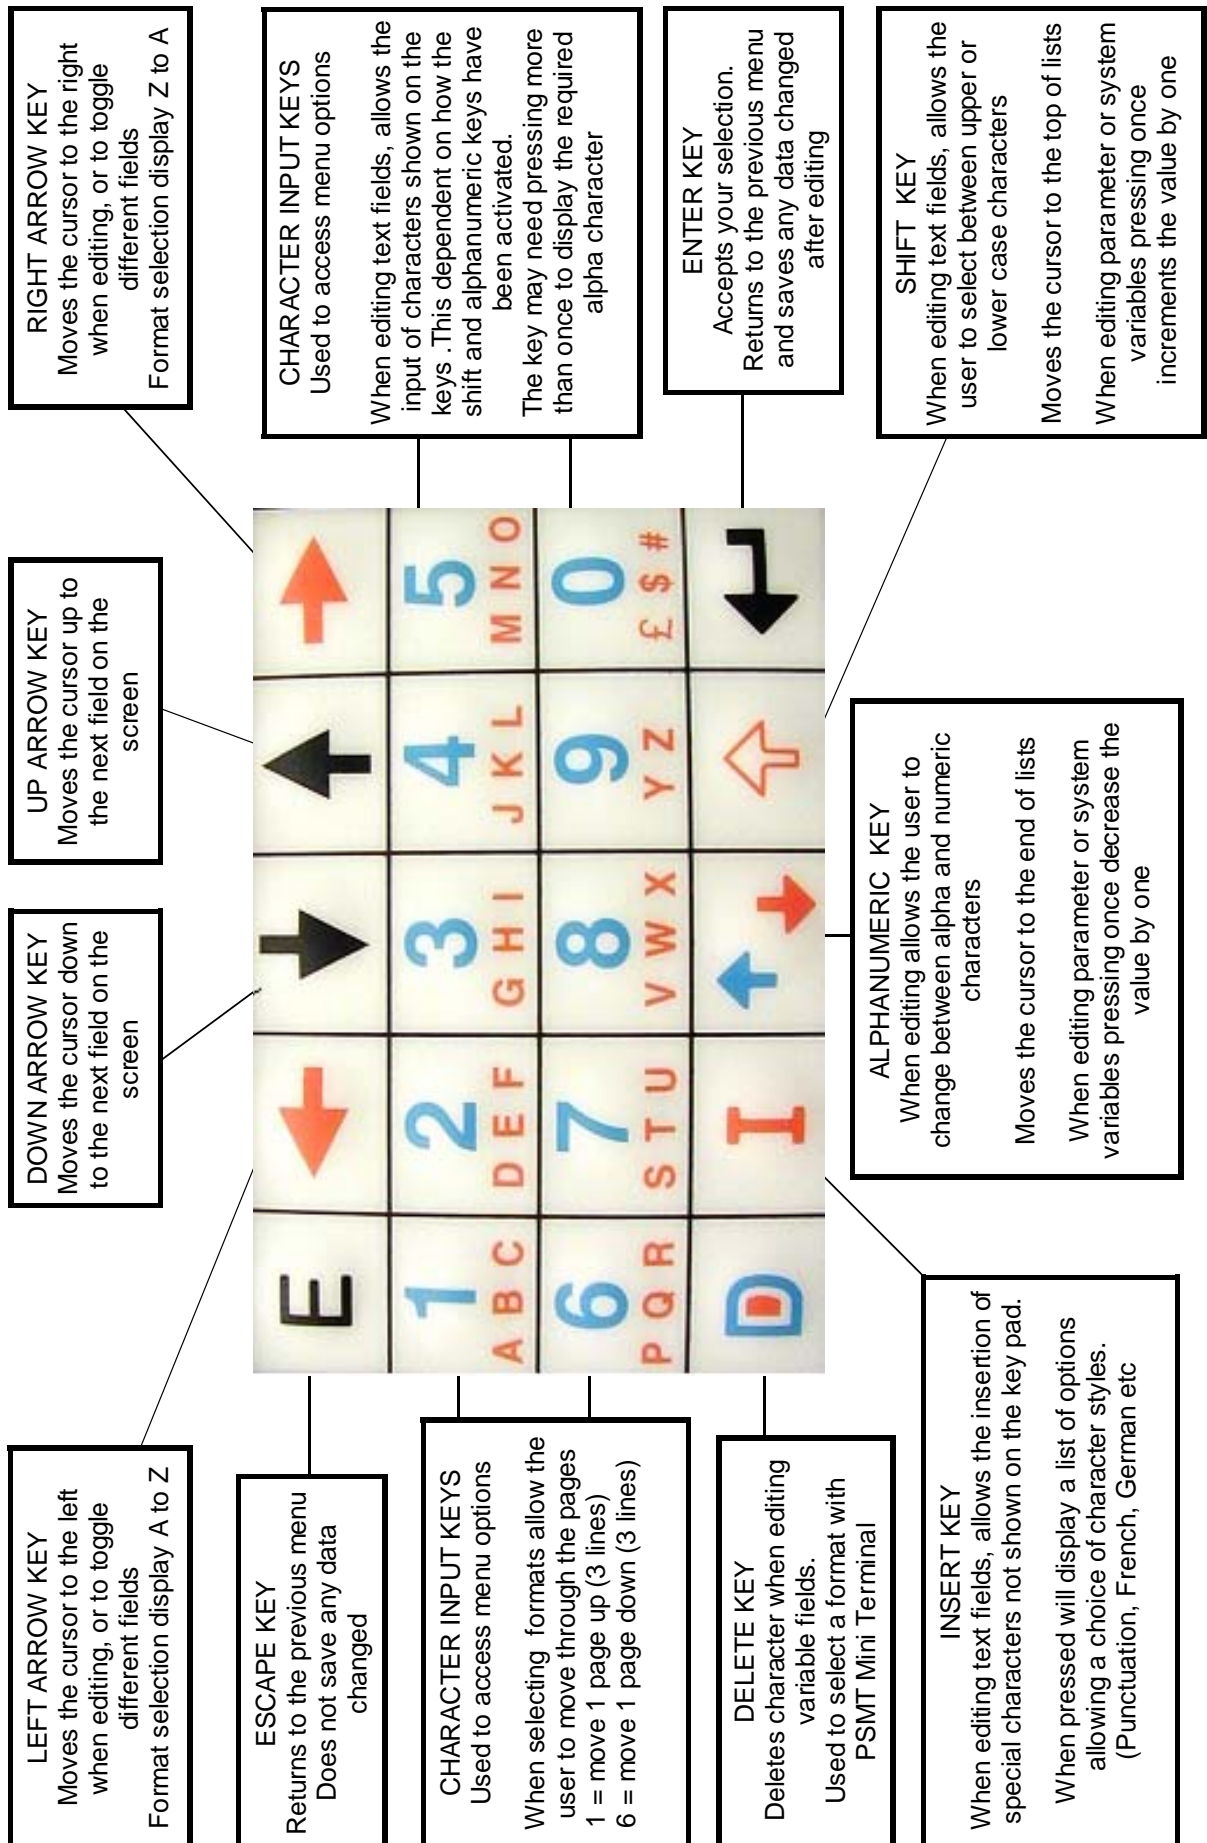 LEFT ARROW KEY
Moves the cursor to the left
when editing, or to toggle
different fields
Format selection display A to Z
DOWN ARROW KEY
Moves the cursor down
to the next field on the
screen
UP ARROW KEY
Moves the cursor up to
the next field on the
screen
RIGHT ARROW KEY
Moves the cursor to the right
when editing, or to toggle
different fields
Format selection display Z to A
ESCAPE KEY
Returns to the previous menu
Does not save any data
changed
CHARACTER INPUT KEYS
Used to access menu options
When selecting formats allow the
user to move through the pages
1 = move 1 page up (3 lines)
6 = move 1 page down (3 lines)
DELETE KEY
Deletes character when editing
variable fields.
Used to select a format with
PSMT Mini Terminal
INSERT KEY
When editing text fields, allows the insertion of
special characters not shown on the key pad.
When pressed will display a list of options
allowing a choice of character styles.
(Punctuation, French, German etc
E
1 2 3 4 5
A B C D E F G H I J K L M N O
6 7 8 9 0
P Q R S T U V W X Y Z £ $ #
D I
CHARACTER INPUT KEYS
Used to access menu options
When editing text fields, allows the
input of characters shown on the
keys .This dependent on how the
shift and alphanumeric keys have
been activated.
The key may need pressing more
than once to display the required
alpha character
ENTER KEY
Accepts your selection.
Returns to the previous menu
and saves any data changed
after editing
ALPHANUMERIC KEY
When editing allows the user to
change between alpha and numeric
characters
Moves the cursor to the end of lists
When editing parameter or system
variables pressing once decrease the
value by one
SHIFT KEY
When editing text fields, allows the
user to select between upper or
lower case characters
Moves the cursor to the top of lists
When editing parameter or system
variables pressing once
increments the value by one